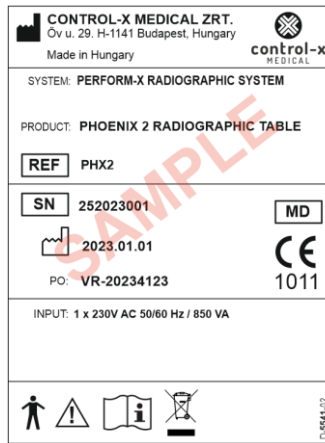 CONTROL-X MEDICAL ZRT.
Öv u. 29. H-1141 Budapest, Hungary
Made in Hungary
control-x
MEDICAL
SYSTEM: PERFORM-X RADIOGRAPHIC SYSTEM
PRODUCT: PHOENIX 2 RADIOGRAPHIC TABLE
REF PHX2
SAMPLE
SN 252023001
MD
2023.01.01
CE
1011
PO: VR-20234123
INPUT: 1 x 230V AC 50/60 Hz / 850 VA